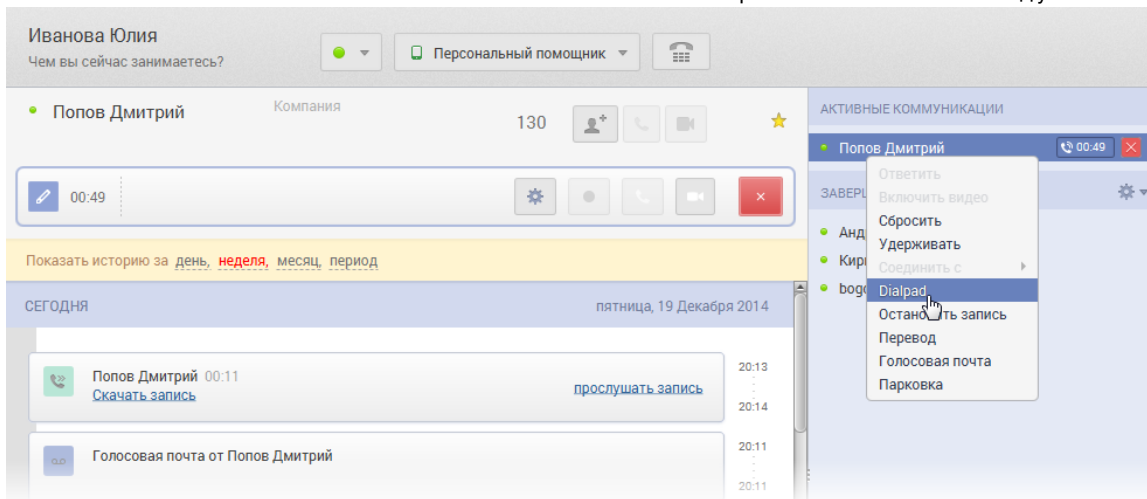 Иванова Юлия
Чем вы сейчас занимаетесь?
Персональный помощник
Попов Дмитрий
Компания
130
00:49
Показать историю за день, неделя, месяц, период
СЕГОДНЯ
пятница, 19 Декабря 2014
Попов Дмитрий 00:11
Скачать запись
прослушать запись
20:13
20:14
Голосовая почта от Попов Дмитрий
20:11
20:11
АКТИВНЫЕ КОММУНИКАЦИИ
Попов Дмитрий
00:49
Ответить
Включить видео
Сбросить
Удерживать
Соединить с
Dialpad
Остановить запись
Перевод
Голосовая почта
Парковка